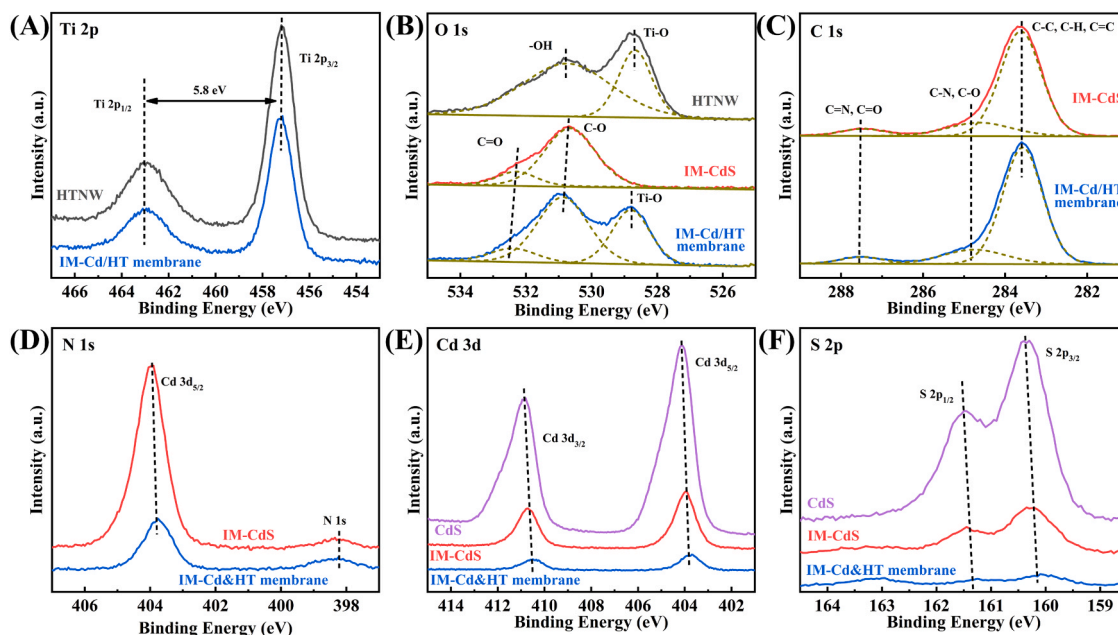 (A)
Ti 2p
Ti 2p3/2
Ti 2p1/2
5.8 eV
HTNW
IM-Cd/HT membrane
Intensity (a.u.)
466 464 462 460 458 456 454
Binding Energy (eV)
(B)
O 1s
-OH
Ti-O
HTNW
C=O
C-O
IM-CdS
Ti-O
IM-Cd/HT
membrane
Intensity (a.u.)
534 532 530 528 526
Binding Energy (eV)
(C)
C 1s
C-C, C-H, C=C
C-N, C-O
C=N, C=O
IM-CdS
IM-Cd/HT
membrane
Intensity (a.u.)
288 286 284 282
Binding Energy (eV)
(D)
N 1s
Cd 3d5/2
N 1s
IM-CdS
IM-Cd&HT membrane
Intensity (a.u.)
406 404 402 400 398
Binding Energy (eV)
(E)
Cd 3d
Cd 3d5/2
Cd 3d3/2
CdS
IM-CdS
IM-Cd&HT membrane
Intensity (a.u.)
414 412 410 408 406 404 402
Binding Energy (eV)
(F)
S 2p
S 2p3/2
S 2p1/2
CdS
IM-CdS
IM-Cd&HT membrane
Intensity (a.u.)
164 163 162 161 160 159
Binding Energy (eV)